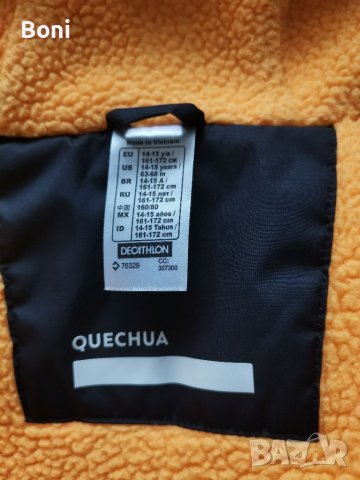 Boni
Made in Vietnam
EU 14-15 y/a / 161-172 cm
US 14-15 years / 63-68 in
BR 14-15 A / 161-172 cm
RU 14-15 лет / 161-172 cm
中国 160/80
MX 14-15 años / 161-172 cm
ID 14-15 Tahun / 161-172 cm
DECATHLON
76329
CC:
307300
QUECHUA
BAZAR